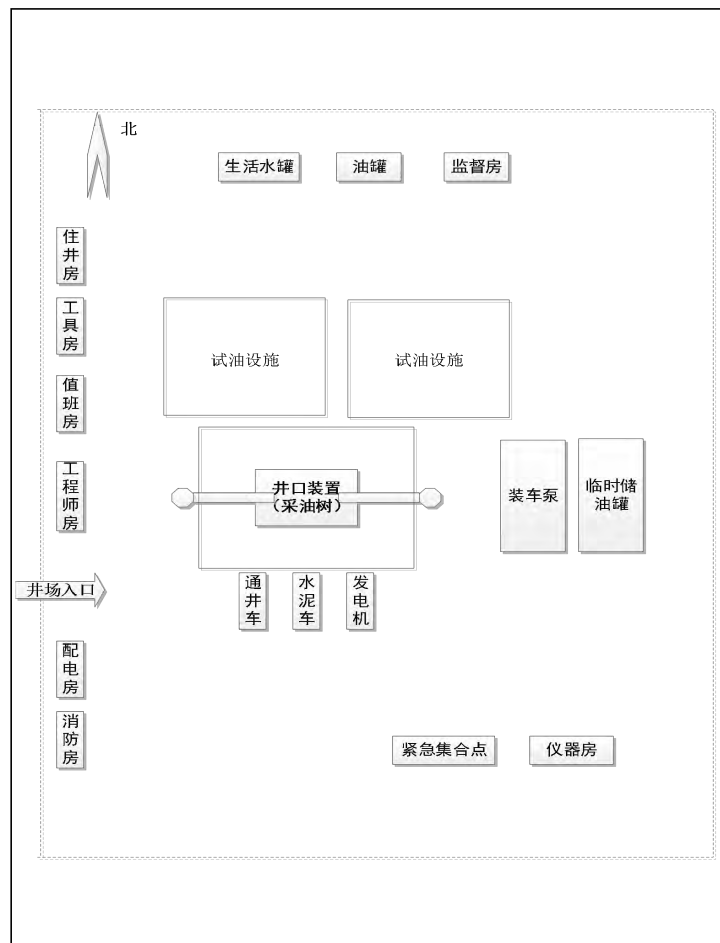 北
生活水罐
油罐
监督房
住井房
工具房
试油设施
试油设施
值班房
工程师房
井口装置
（采油树）
装车泵
临时储
油罐
井场入口
通井车
水泥车
发电机
配电房
消防房
紧急集合点
仪器房